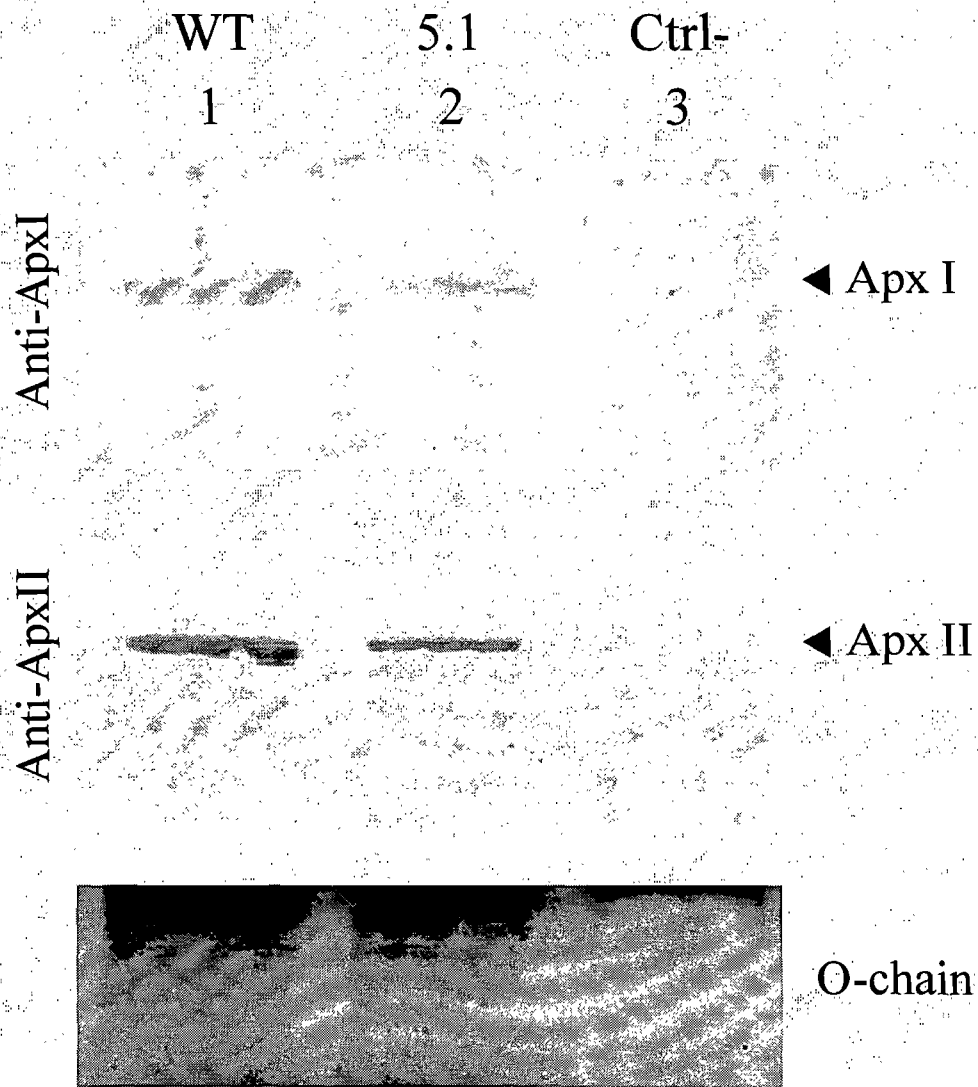 WT 5.1 Ctrl-
1 2 3
Anti-ApxI
Apx I
Anti-ApxII
Apx II
O-chain